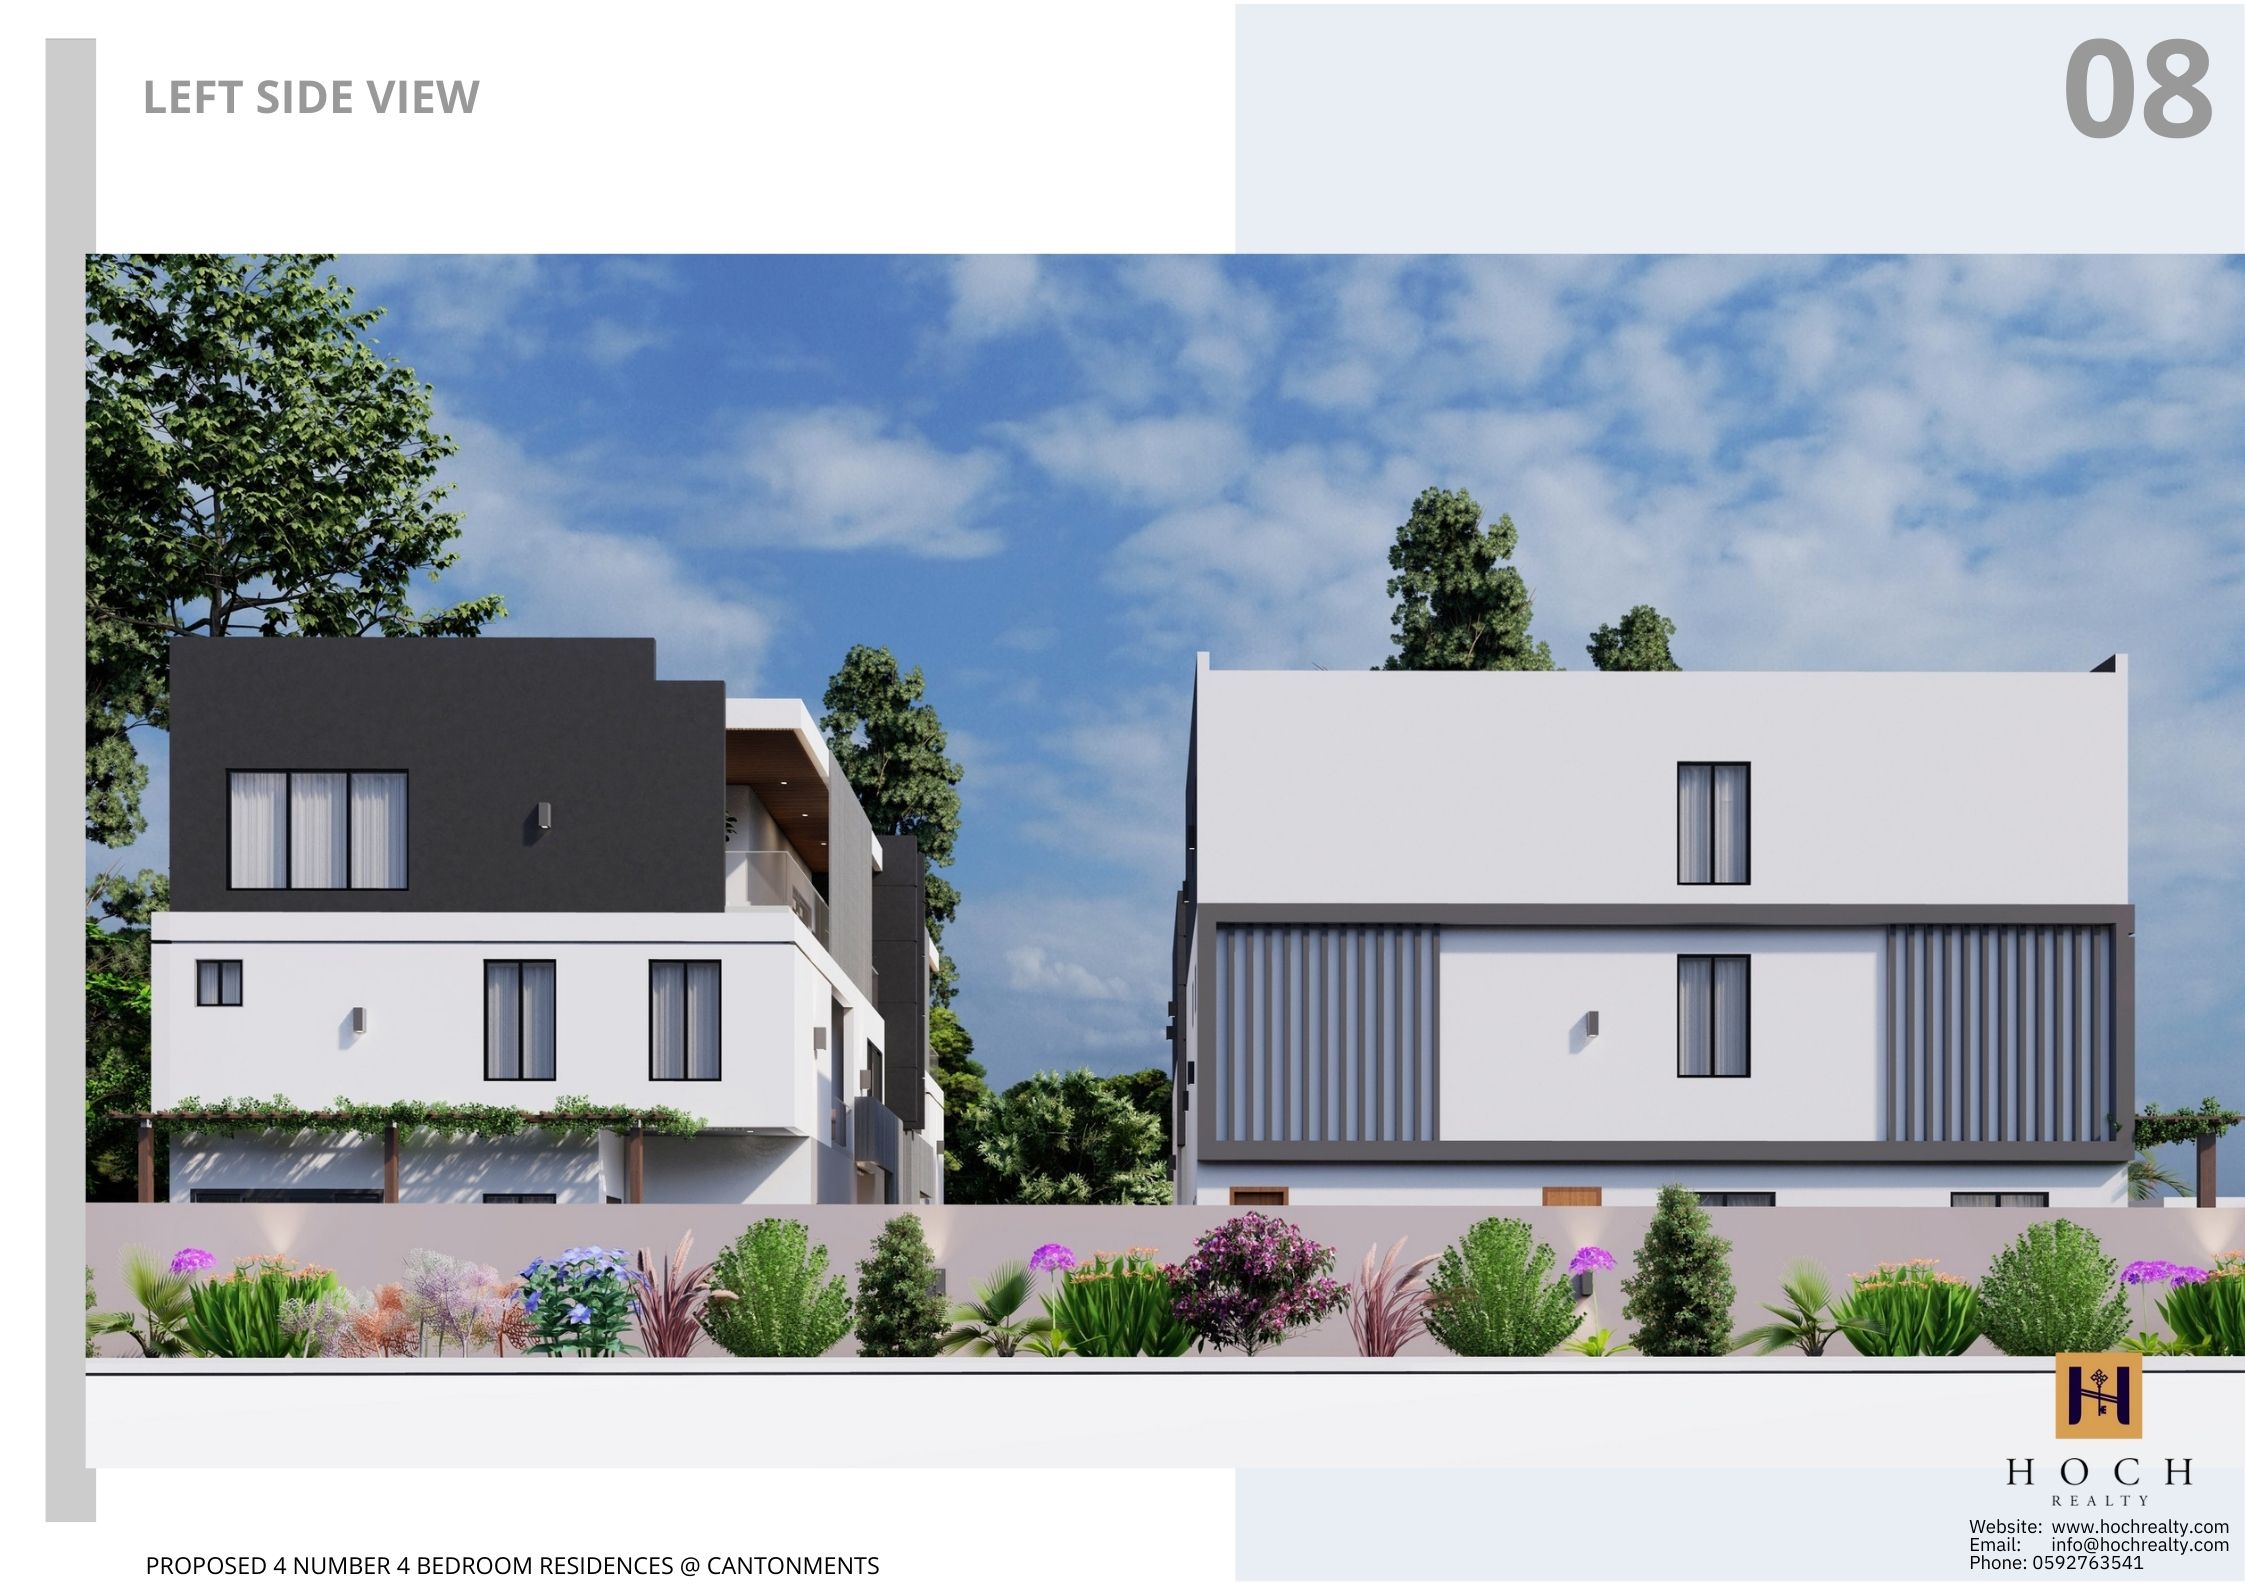 LEFT SIDE VIEW
08
HOCH
REALTY
Website: www.hochrealty.com
Email: info@hochrealty.com
Phone: 0592763541
PROPOSED 4 NUMBER 4 BEDROOM RESIDENCES @ CANTONMENTS